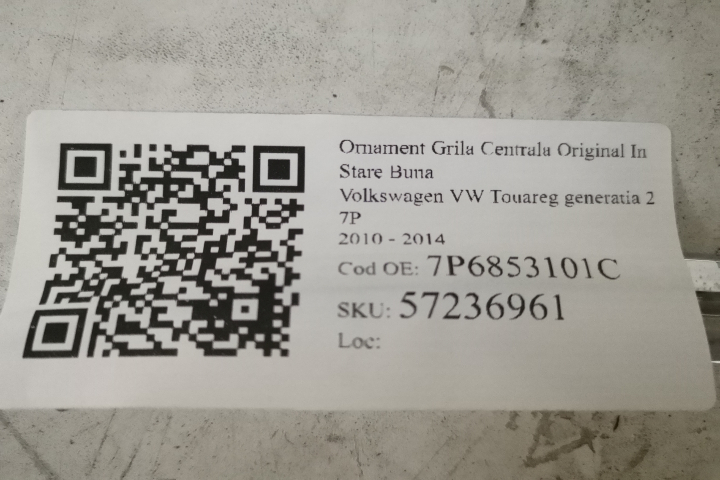 Ornament Grila Centrala Original In
Stare Buna
Volkswagen VW Touareg generatia 2
7P
2010 - 2014
Cod OE: 7P6853101C
SKU: 57236961
Loc: